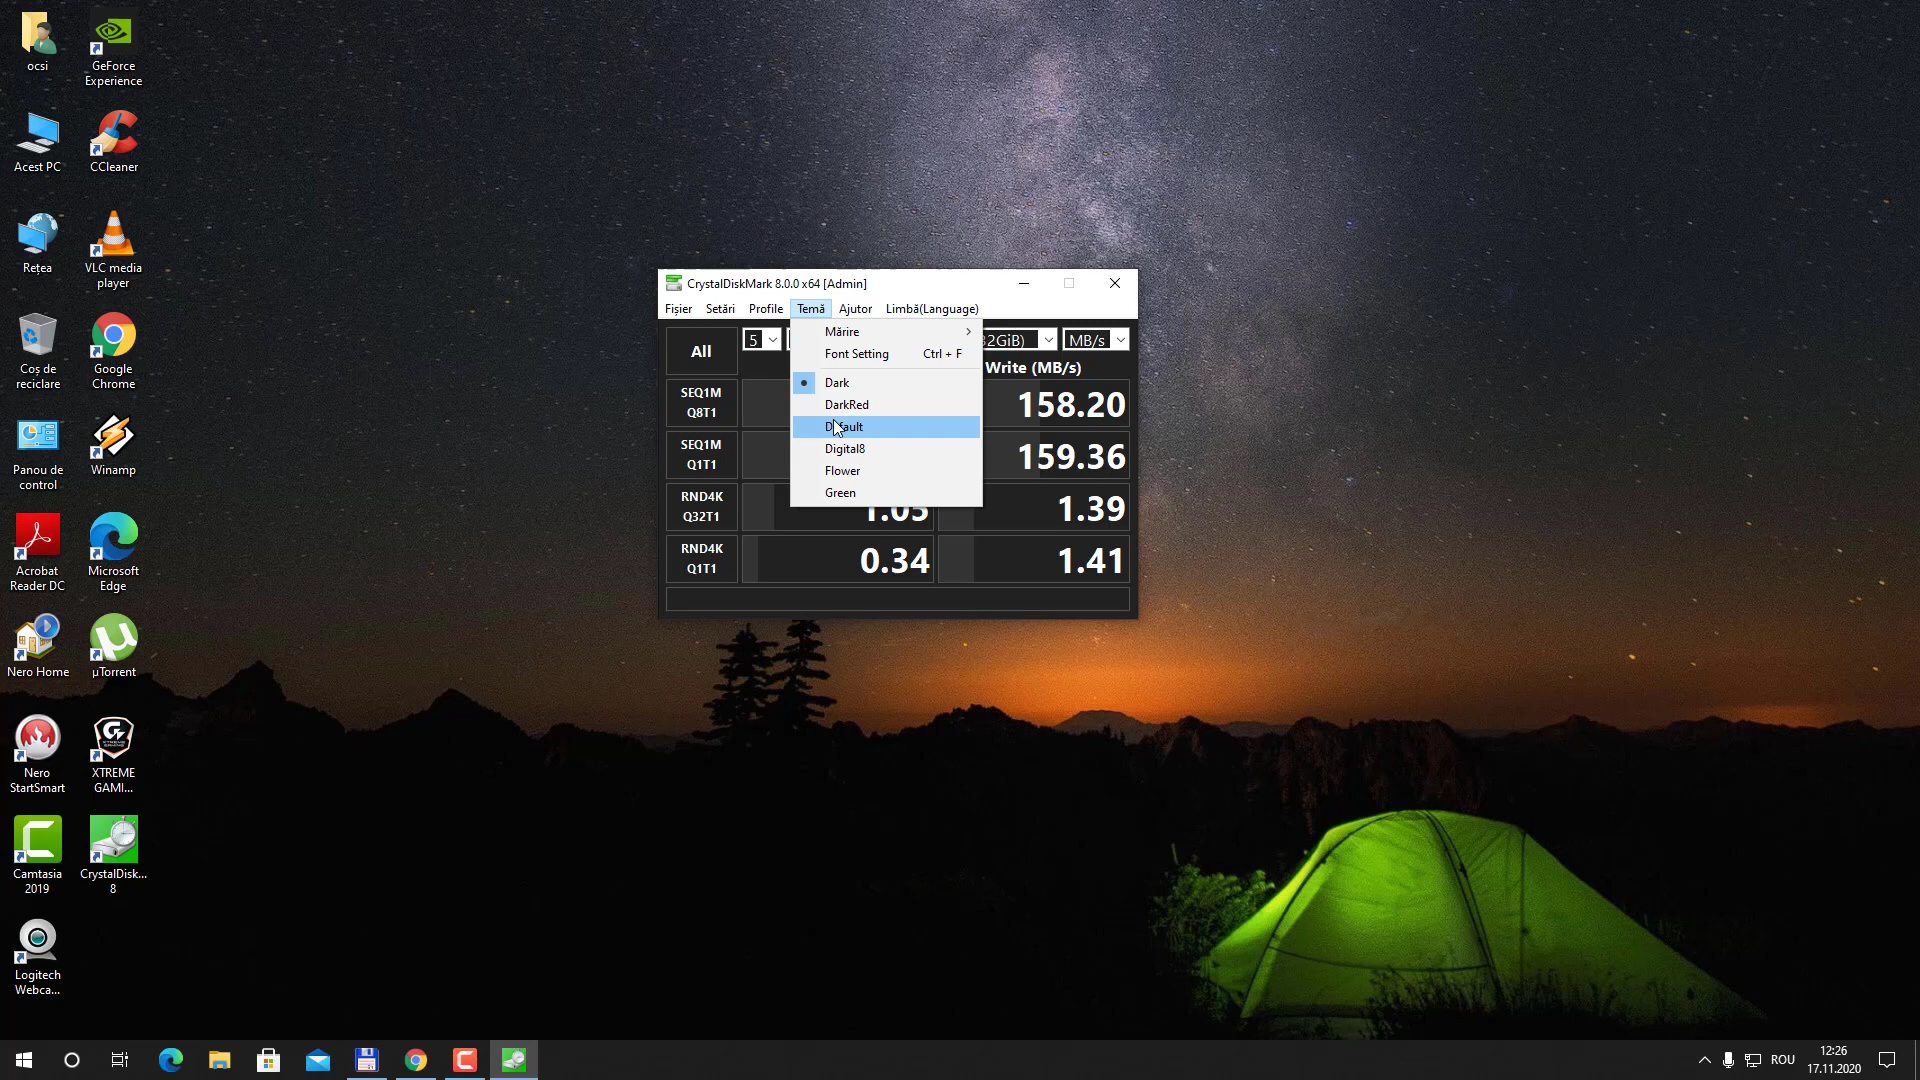 ocsi
GeForce
Experience
Acest PC
CCleaner
Rețea
VLC media
player
Coș de
reciclare
Google
Chrome
Panou de
control
Winamp
Acrobat
Reader DC
Microsoft
Edge
Nero Home
µTorrent
Nero
StartSmart
XTREME
GAMI...
Camtasia
2019
CrystalDisk...
8
Logitech
Webca...
CrystalDiskMark 8.0.0 x64 [Admin]
Fișier Setări Profile Temă Ajutor Limbă(Language)
All 5 32GiB) MB/s
Write (MB/s)
Mărire
Font Setting Ctrl + F
Dark
DarkRed
Default
Digital8
Flower
Green
SEQ1M
Q8T1
158.20
SEQ1M
Q1T1
159.36
RND4K
Q32T1
1.05 1.39
RND4K
Q1T1
0.34 1.41
ROU
12:26
17.11.2020